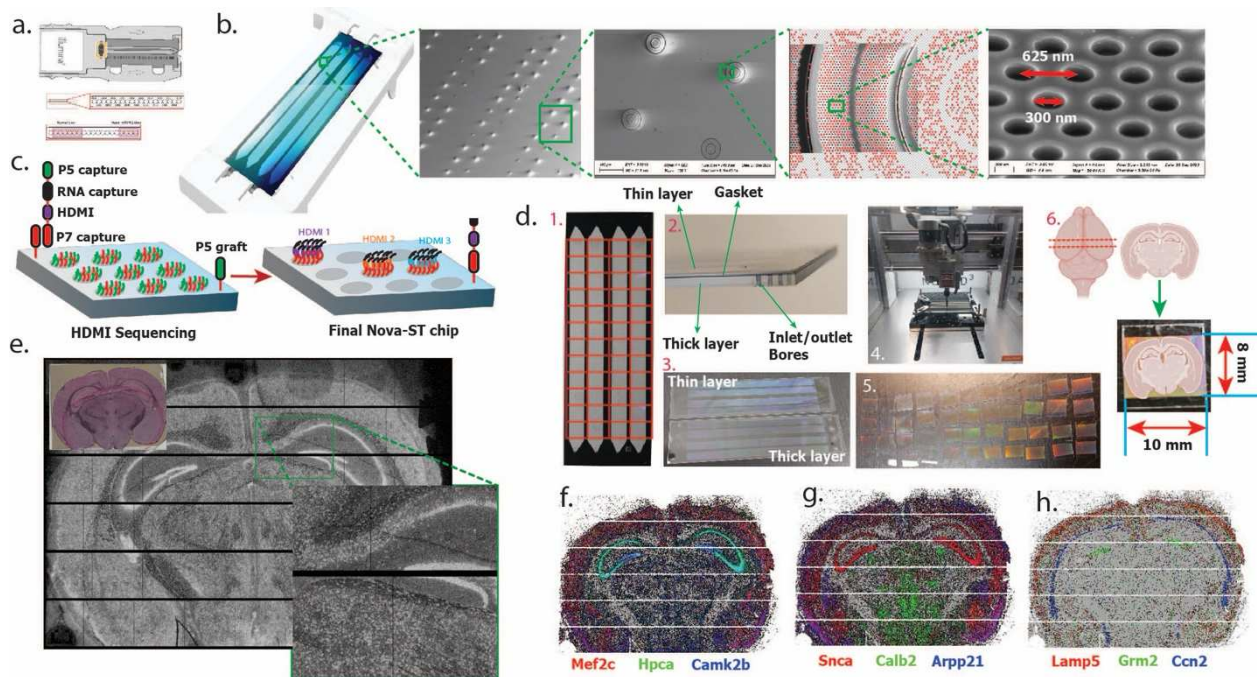 a.
b.
illumina
625 nm
300 nm
c.
P5 capture
RNA capture
HDMI
P7 capture
P5 graft
HDMI 1
HDMI 2
HDMI 3
HDMI Sequencing
Final Nova-ST chip
d.
1.
2.
Thin layer
Gasket
Thick layer
Inlet/outlet
Bores
3.
Thin layer
Thick layer
4.
5.
6.
8 mm
10 mm
e.
f.
Mef2c Hpca Camk2b
g.
Snca Calb2 Arpp21
h.
Lamp5 Grm2 Ccn2